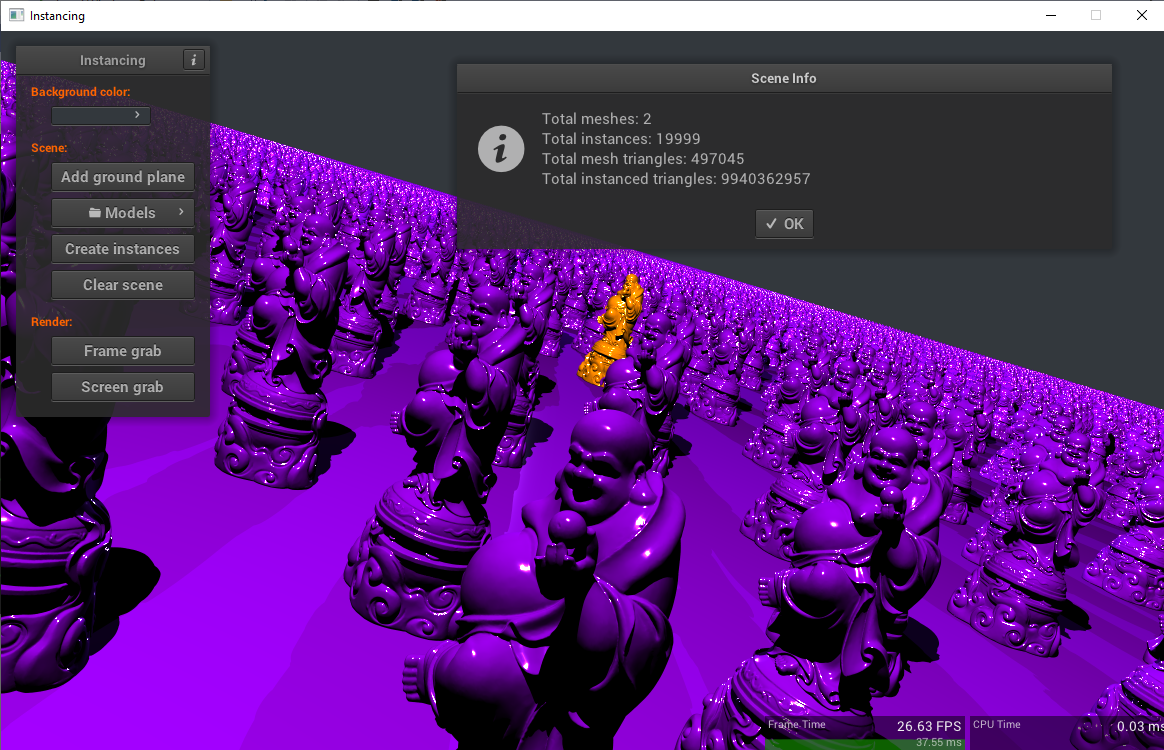 Instancing
Instancing
i
Background color:
Scene:
Add ground plane
Models
Create instances
Clear scene
Render:
Frame grab
Screen grab
Scene Info
i
Total meshes: 2
Total instances: 19999
Total mesh triangles: 497045
Total instanced triangles: 9940362957
OK
Frame Time
26.63 FPS
37.55 ms
CPU Time
0.03 ms